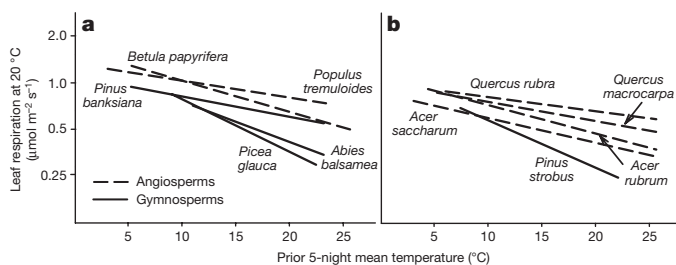 a
b
Leaf respiration at 20 °C
(μmol m⁻² s⁻¹)
2.0
1.0
0.5
0.25
Betula papyrifera
Populus
tremuloides
Pinus
banksiana
Picea
glauca
Abies
balsamea
Angiosperms
Gymnosperms
Quercus rubra
Quercus
macrocarpa
Acer
saccharum
Pinus
strobus
Acer
rubrum
5 10 15 20 25
5 10 15 20 25
Prior 5-night mean temperature (°C)